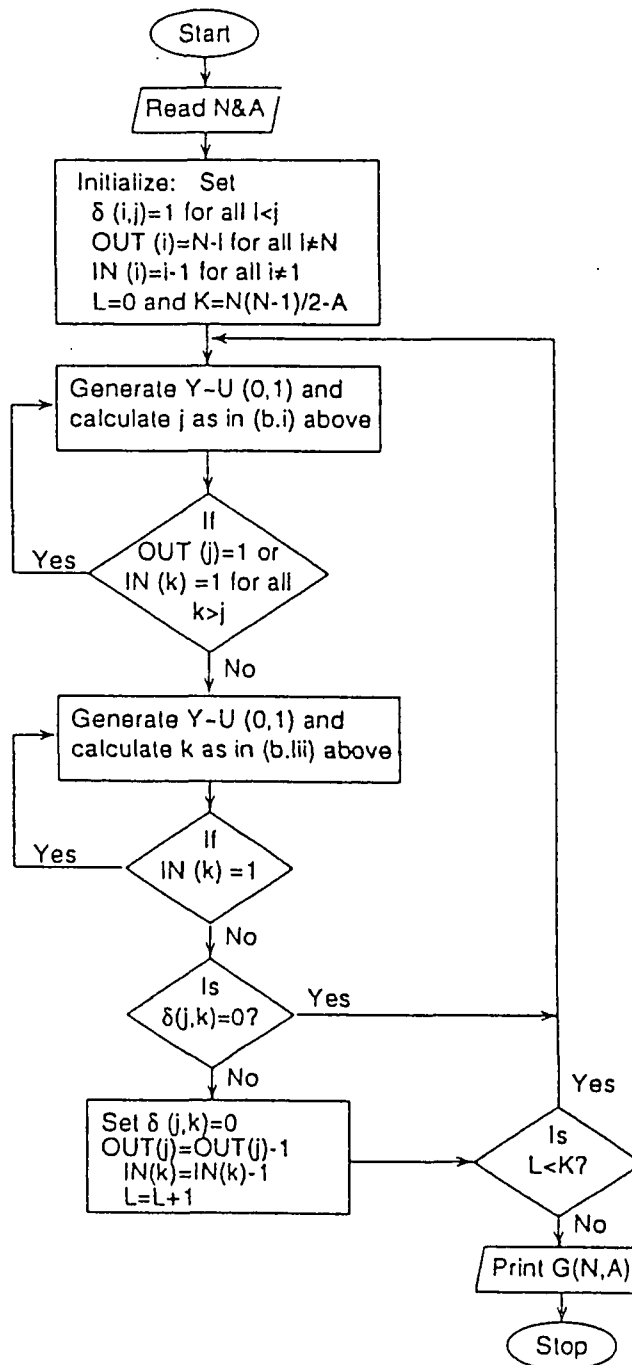 Start
Read N&A
Initialize: Set
δ (i,j)=1 for all i<j
OUT (i)=N-i for all i≠N
IN (i)=i-1 for all i≠1
L=0 and K=N(N-1)/2-A
Generate Y~U (0,1) and
calculate j as in (b.i) above
If
OUT (j)=1 or
IN (k) =1 for all
k>j
Yes
No
Generate Y~U (0,1) and
calculate k as in (b.iii) above
If
IN (k) =1
Yes
No
Is
δ(j,k)=0?
Yes
No
Set δ (j,k)=0
OUT(j)=OUT(j)-1
IN(k)=IN(k)-1
L=L+1
Yes
Is
L<K?
No
Print G(N,A)
Stop